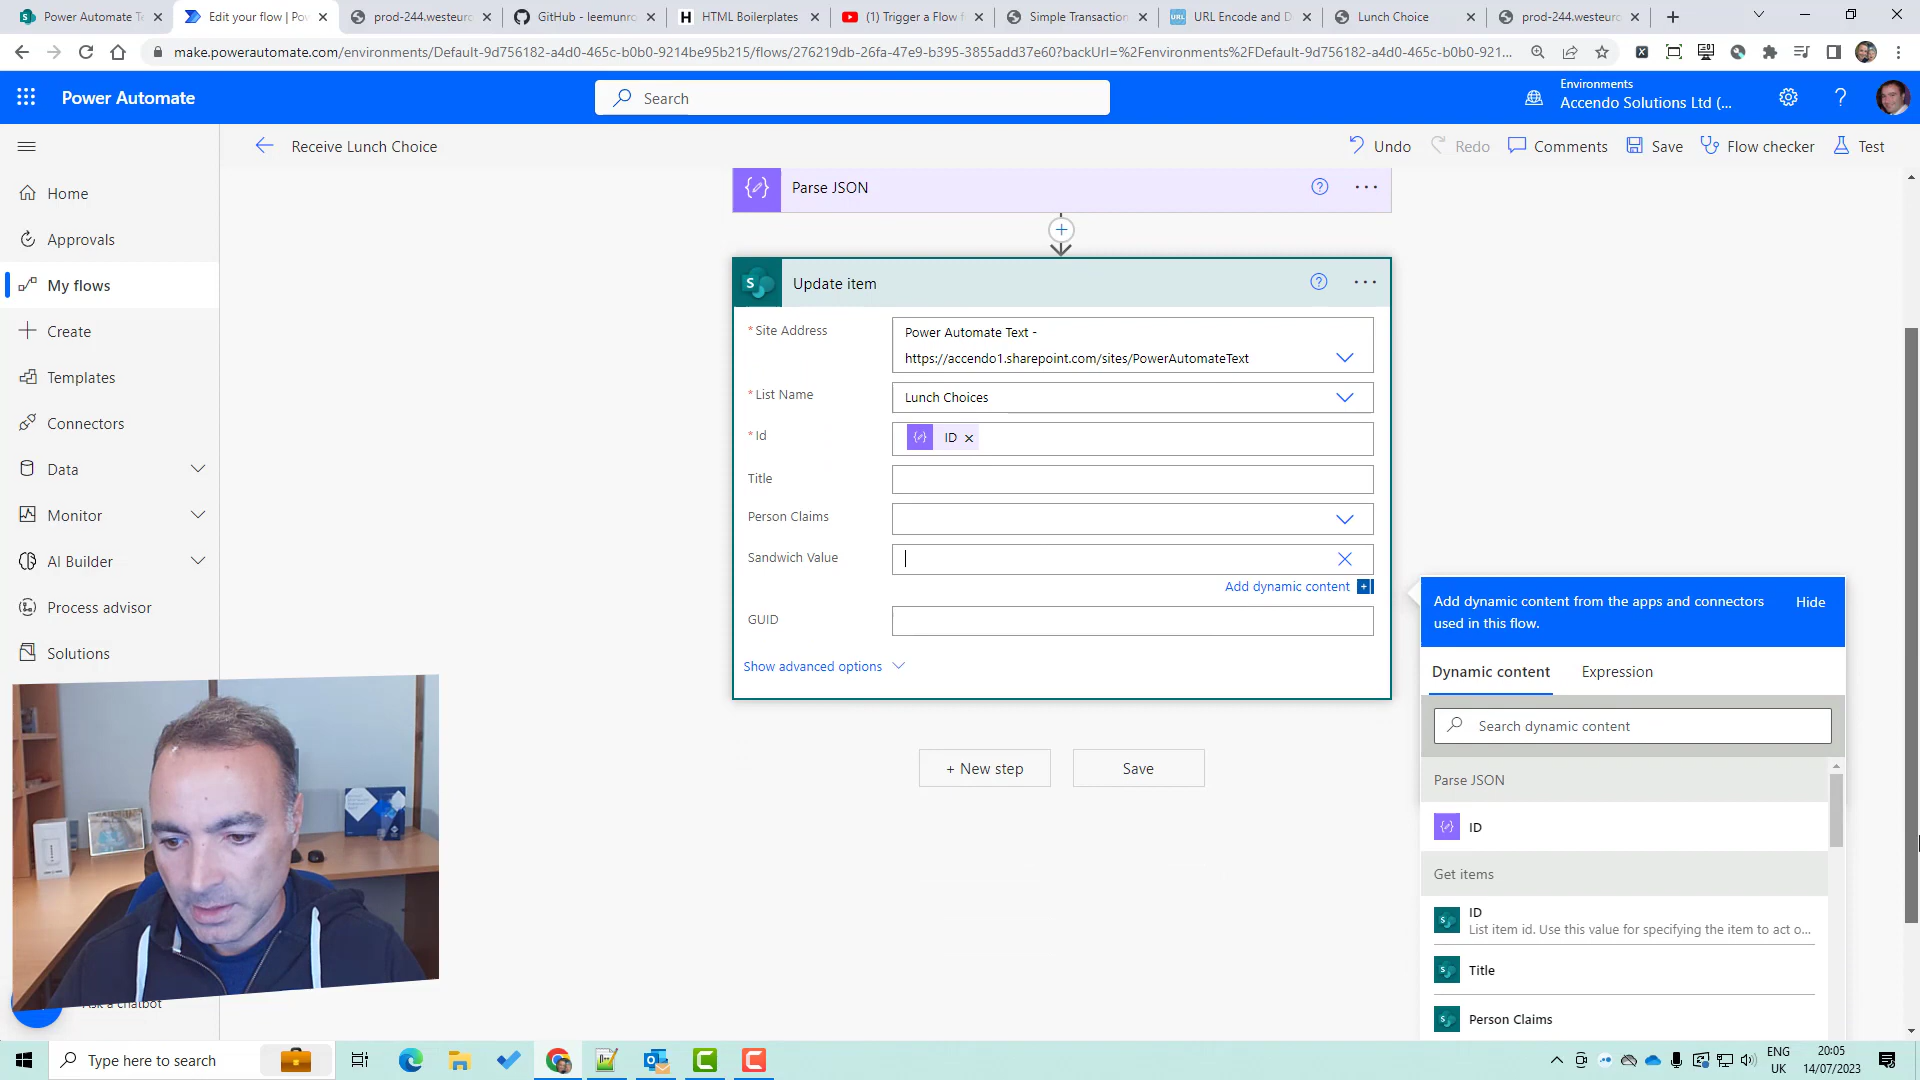 Power Automate T
Edit your flow | Po
prod-244.westeuro
GitHub - leemunro
HTML Boilerplates
(1) Trigger a Flow f
Simple Transaction
URL Encode and D
Lunch Choice
prod-244.westeuro
make.powerautomate.com/environments/Default-9d756182-a4d0-465c-b0b0-9214be95b215/flows/276219db-26fa-47e9-b395-3855add37e60?backUrl=%2Fenvironments%2FDefault-9d756182-a4d0-465c-b0b0-921...
Power Automate
Search
Environments
Accendo Solutions Ltd (...
Receive Lunch Choice
Undo
Redo
Comments
Save
Flow checker
Test
Home
Approvals
My flows
Create
Templates
Connectors
Data
Monitor
AI Builder
Process advisor
Solutions
Ask a chatbot
Parse JSON
Update item
* Site Address
Power Automate Text -
https://accendo1.sharepoint.com/sites/PowerAutomateText
* List Name
Lunch Choices
* Id
ID
Title
Person Claims
Sandwich Value
Add dynamic content
GUID
Show advanced options
+ New step
Save
Add dynamic content from the apps and connectors
used in this flow.
Hide
Dynamic content
Expression
Search dynamic content
Parse JSON
ID
Get items
ID
List item id. Use this value for specifying the item to act o...
Title
Person Claims
Type here to search
ENG
UK
20:05
14/07/2023